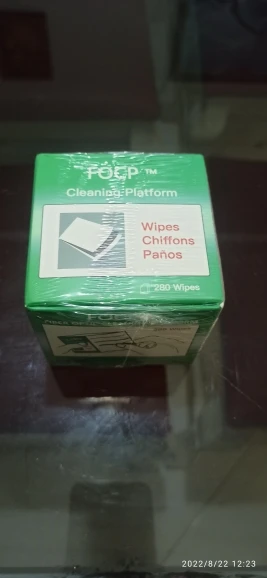 FOCP™
Cleaning Platform
Wipes
Chiffons
Paños
280 Wipes
2022/8/22 12:23